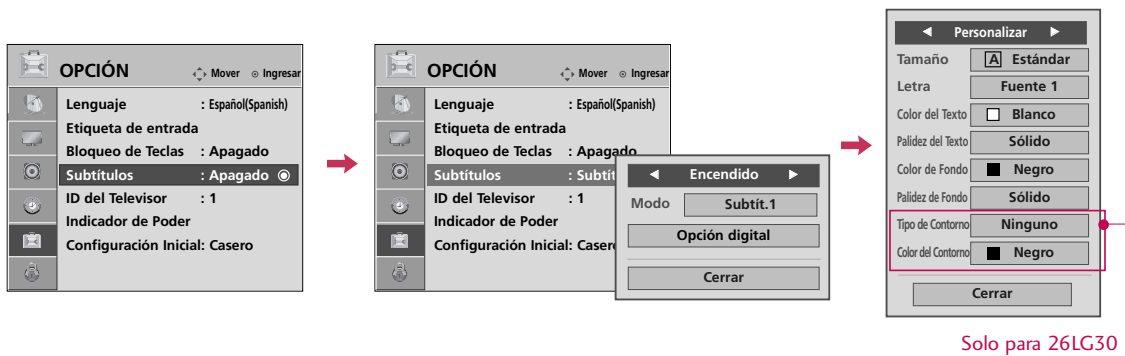 OPCIÓN Mover Ingresar
Lenguaje : Español(Spanish)
Etiqueta de entrada
Bloqueo de Teclas : Apagado
Subtítulos : Apagado
ID del Televisor : 1
Indicador de Poder
Configuración Inicial: Casero
OPCIÓN Mover Ingresar
Lenguaje : Español(Spanish)
Etiqueta de entrada
Bloqueo de Teclas : Apagado
Subtítulos : Subtít
ID del Televisor : 1
Indicador de Poder
Configuración Inicial: Casero
Encendido
Modo Subtít.1
Opción digital
Cerrar
Personalizar
Tamaño A Estándar
Letra Fuente 1
Color del Texto Blanco
Palidez del Texto Sólido
Color de Fondo Negro
Palidez de Fondo Sólido
Tipo de Contorno Ninguno
Color del Contorno Negro
Cerrar
Solo para 26LG30